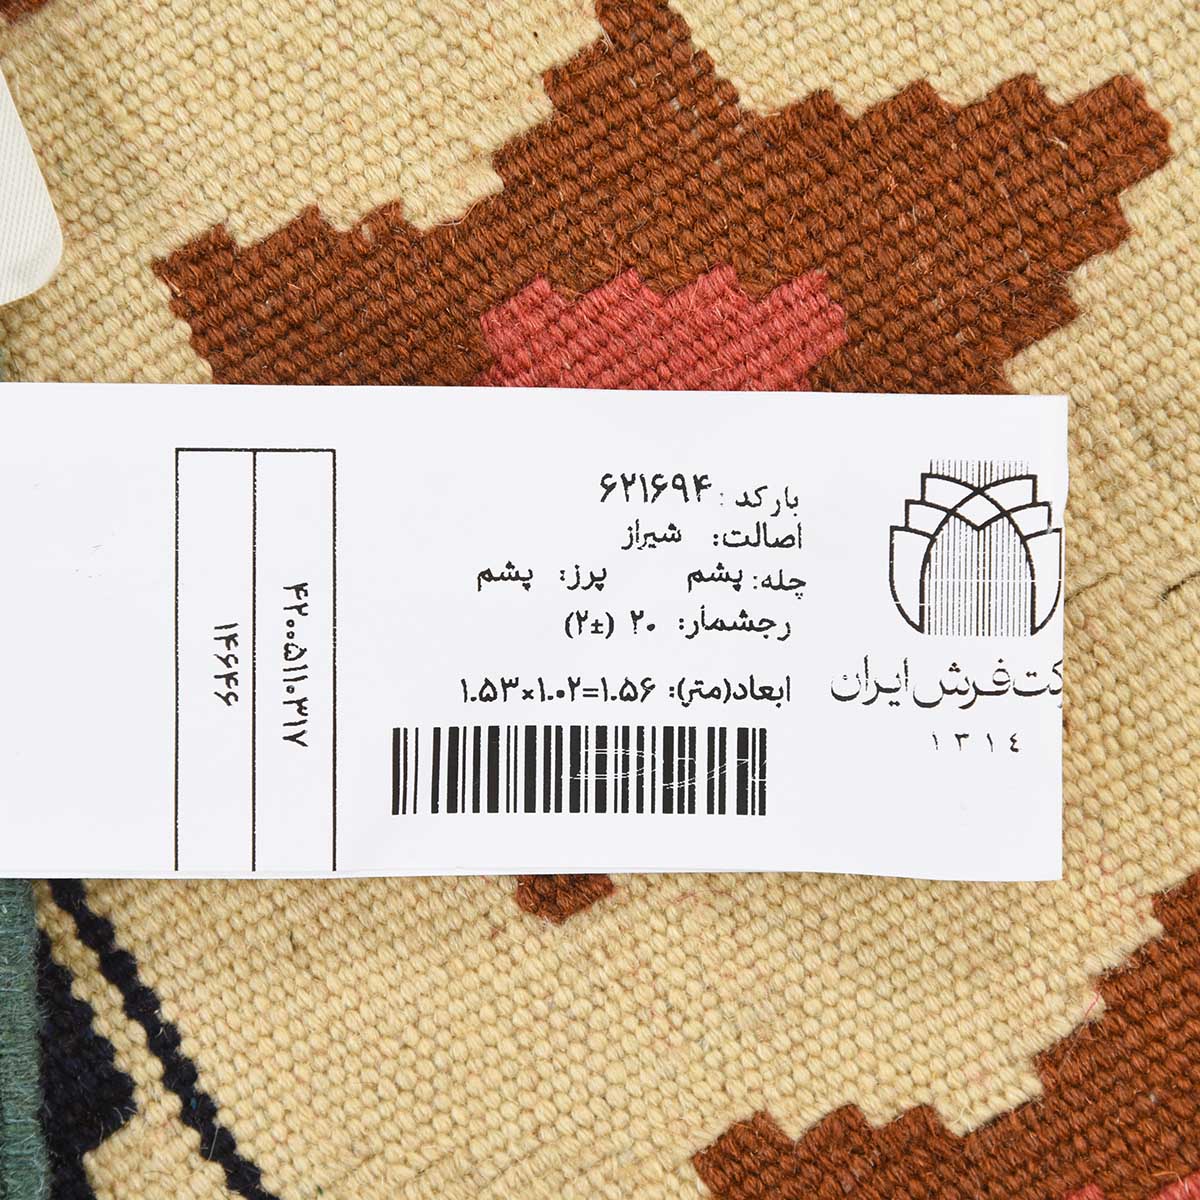 بارکد : ۶۲۱۶۹۴
اصالت: شیراز
چله: پشم پرز: پشم
رجشمار: ۲۰ (±۲)
ابعاد(متر): ۱.۵۳×۱.۰۲=۱.۵۶
کت فرش ایران
۱۳۱٤
۴۲۰۰۵۱۱۰۳۱۷
۱۴۶۴۶